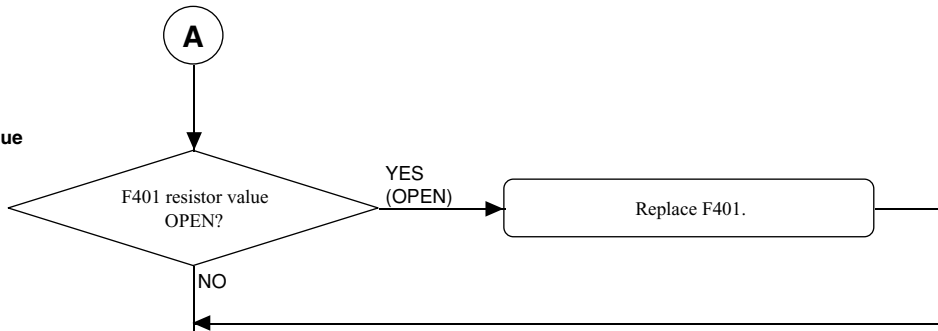 A
ue
F401 resistor value
OPEN?
YES
(OPEN)
Replace F401.
NO